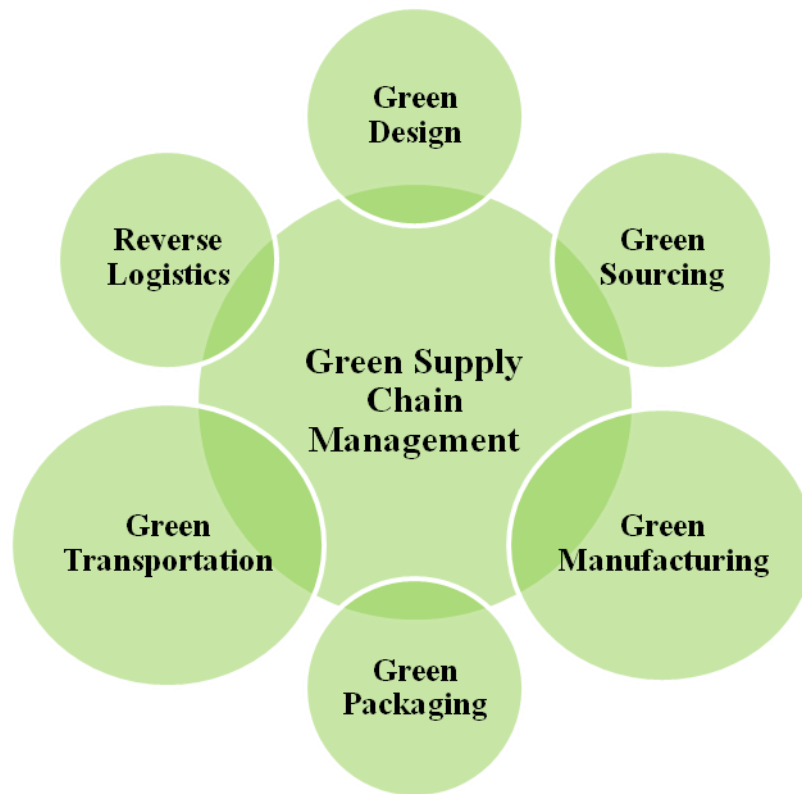 Green
Design
Reverse
Logistics
Green
Sourcing
Green Supply
Chain
Management
Green
Transportation
Green
Manufacturing
Green
Packaging